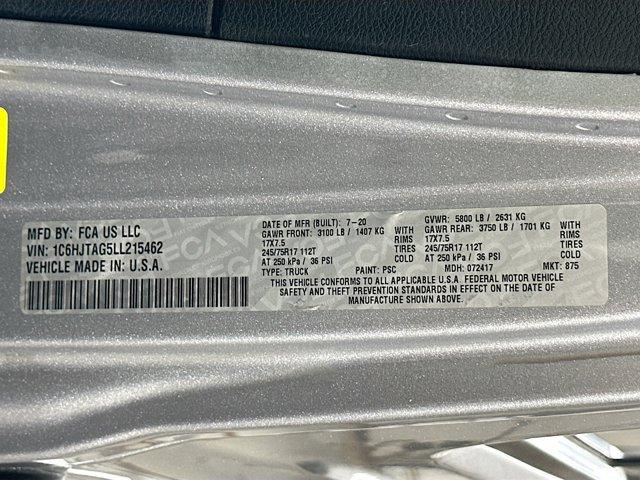 MFD BY: FCA US LLC
VIN: 1C6HJTAG5LL215462
VEHICLE MADE IN: U.S.A.
DATE OF MFR (BUILT): 7-20
GVWR: 5800 LB / 2631 KG
GAWR FRONT: 3100 LB / 1407 KG
WITH
GAWR REAR: 3750 LB / 1701 KG
WITH
17X7.5
RIMS
17X7.5
RIMS
245/75R17 112T
TIRES
245/75R17 112T
TIRES
AT 250 kPa / 36 PSI
COLD
AT 250 kPa / 36 PSI
COLD
TYPE: TRUCK
PAINT: PSC
MDH: 072417
MKT: 875
THIS VEHICLE CONFORMS TO ALL APPLICABLE U.S.A FEDERAL MOTOR VEHICLE
SAFETY AND THEFT PREVENTION STANDARDS IN EFFECT ON THE DATE OF
MANUFACTURE SHOWN ABOVE.